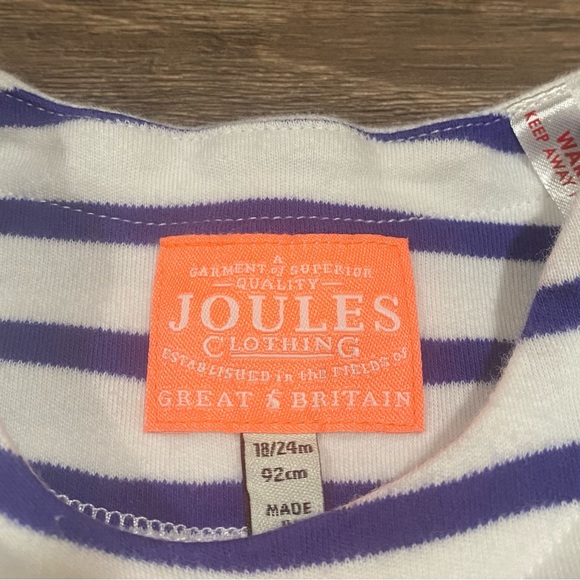 A
GARMENT of SUPERIOR
QUALITY
JOULES
CLOTHING
ESTABLISHED in the FIELDS of
GREAT BRITAIN
18/24m
92cm
MADE
KEEP AWAY